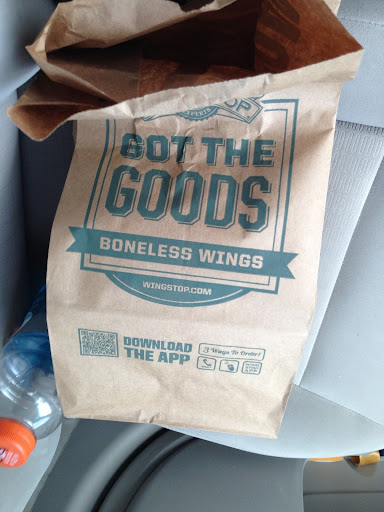 GOT THE
GOODS
BONELESS WINGS
WINGSTOP.COM
DOWNLOAD
THE APP
3 Ways To Order!